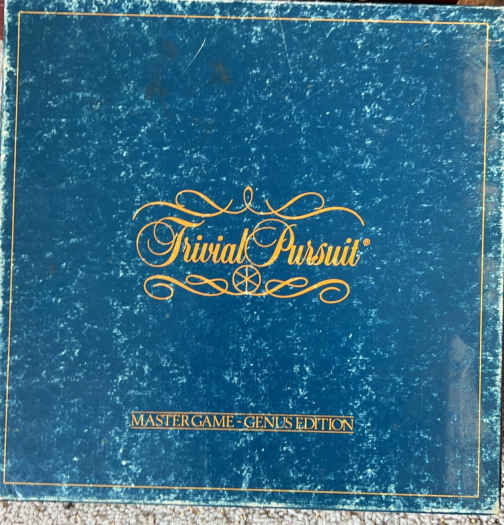 Trivial Pursuit®
MASTER GAME - GENUS EDITION